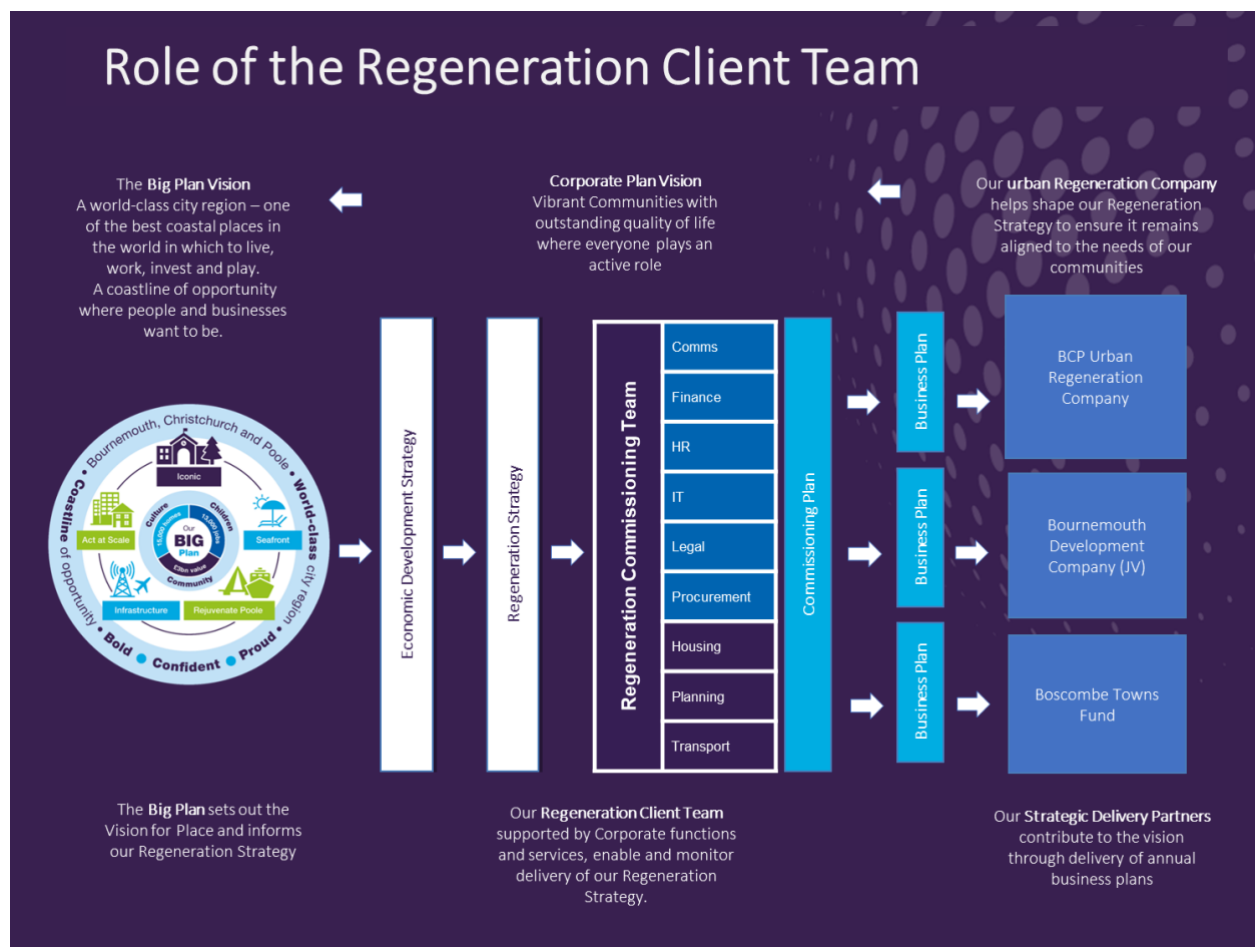 Role of the Regeneration Client Team
The Big Plan Vision
A world-class city region – one
of the best coastal places in
the world in which to live,
work, invest and play.
A coastline of opportunity
where people and businesses
want to be.
Corporate Plan Vision
Vibrant Communities with
outstanding quality of life
where everyone plays an
active role
Our urban Regeneration Company
helps shape our Regeneration
Strategy to ensure it remains
aligned to the needs of our
communities
Bournemouth, Christchurch and Poole
World-class city region
Proud
Confident
Bold
Coastline of opportunity
Iconic
Act at Scale
Seafront
Infrastructure
Rejuvenate Poole
Culture
Children
Community
15,000 homes
13,000 jobs
£3bn value
Our
BIG
Plan
Economic Development Strategy
Regeneration Strategy
Regeneration Commissioning Team
Comms
Finance
HR
IT
Legal
Procurement
Housing
Planning
Transport
Commissioning Plan
Business Plan
BCP Urban
Regeneration
Company
Business Plan
Bournemouth
Development
Company (JV)
Business Plan
Boscombe Towns
Fund
The Big Plan sets out the
Vision for Place and informs
our Regeneration Strategy
Our Regeneration Client Team
supported by Corporate functions
and services, enable and monitor
delivery of our Regeneration
Strategy.
Our Strategic Delivery Partners
contribute to the vision
through delivery of annual
business plans